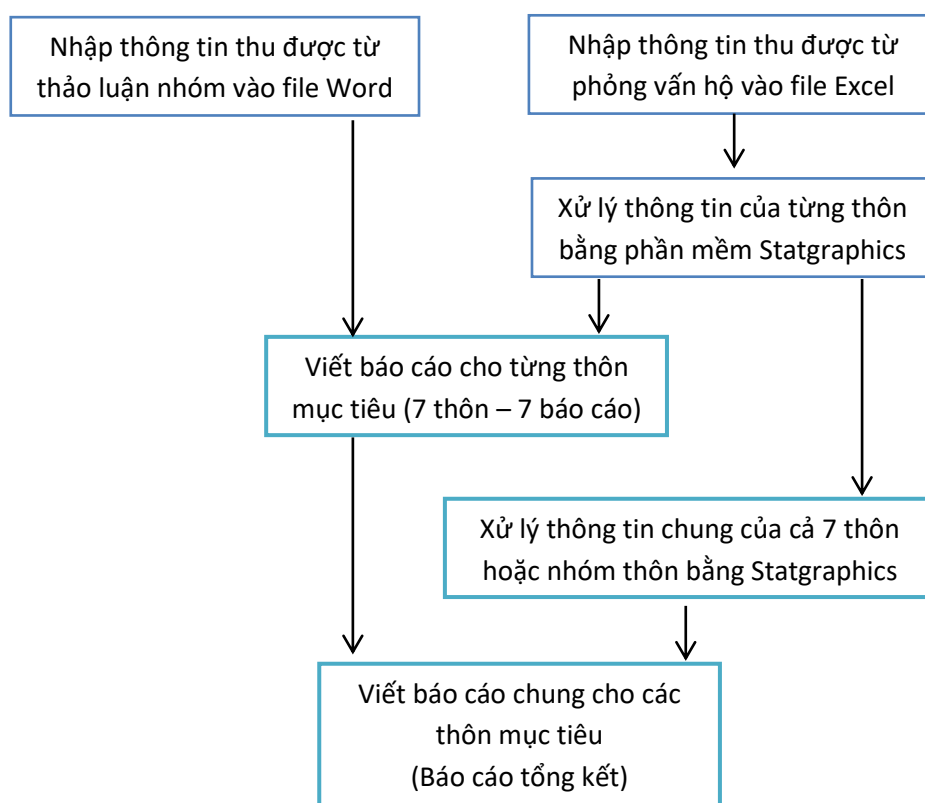 Nhập thông tin thu được từ
thảo luận nhóm vào file Word
Nhập thông tin thu được từ
phỏng vấn hộ vào file Excel
Xử lý thông tin của từng thôn
bằng phần mềm Statgraphics
Viết báo cáo cho từng thôn
mục tiêu (7 thôn – 7 báo cáo)
Xử lý thông tin chung của cả 7 thôn
hoặc nhóm thôn bằng Statgraphics
Viết báo cáo chung cho các
thôn mục tiêu
(Báo cáo tổng kết)